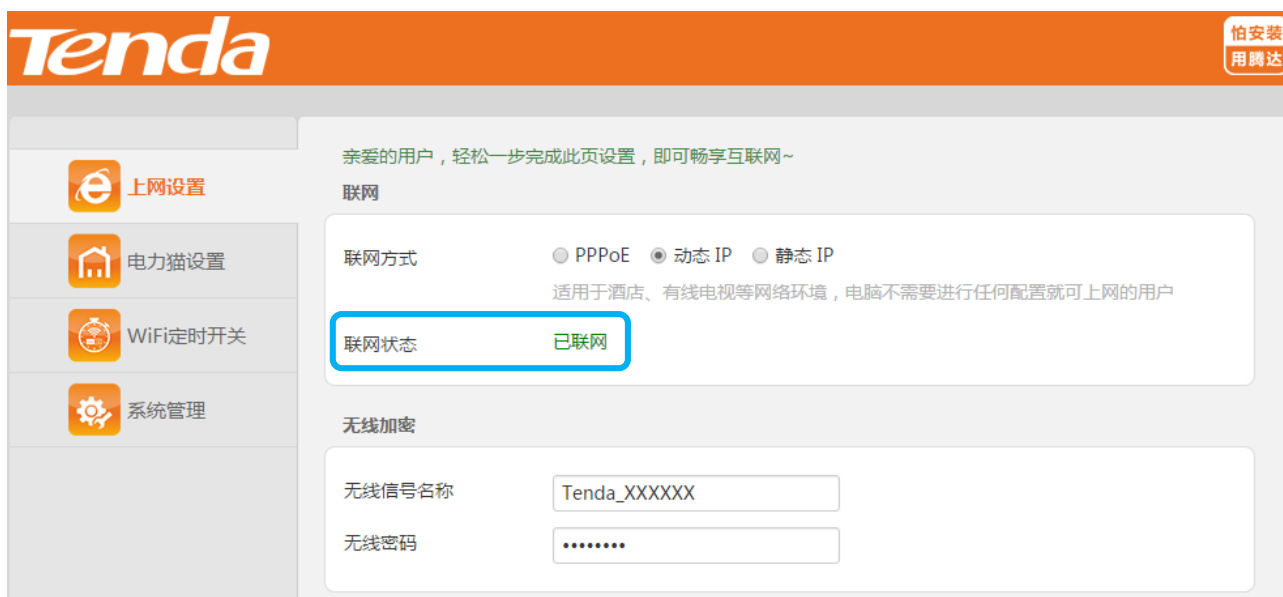 Tenda
怕安装
用腾达
亲爱的用户，轻松一步完成此页设置，即可畅享互联网~
上网设置
电力猫设置
WiFi定时开关
系统管理
联网
联网方式 PPPoE 动态 IP 静态 IP
适用于酒店、有线电视等网络环境，电脑不需要进行任何配置就可上网的用户
联网状态 已联网
无线加密
无线信号名称 Tenda_XXXXXX
无线密码 ••••••••